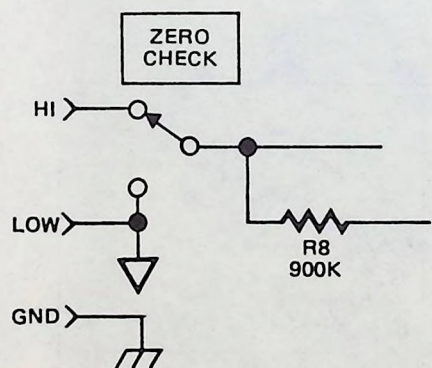 ZERO
CHECK
HI
LOW
R8
900K
GND